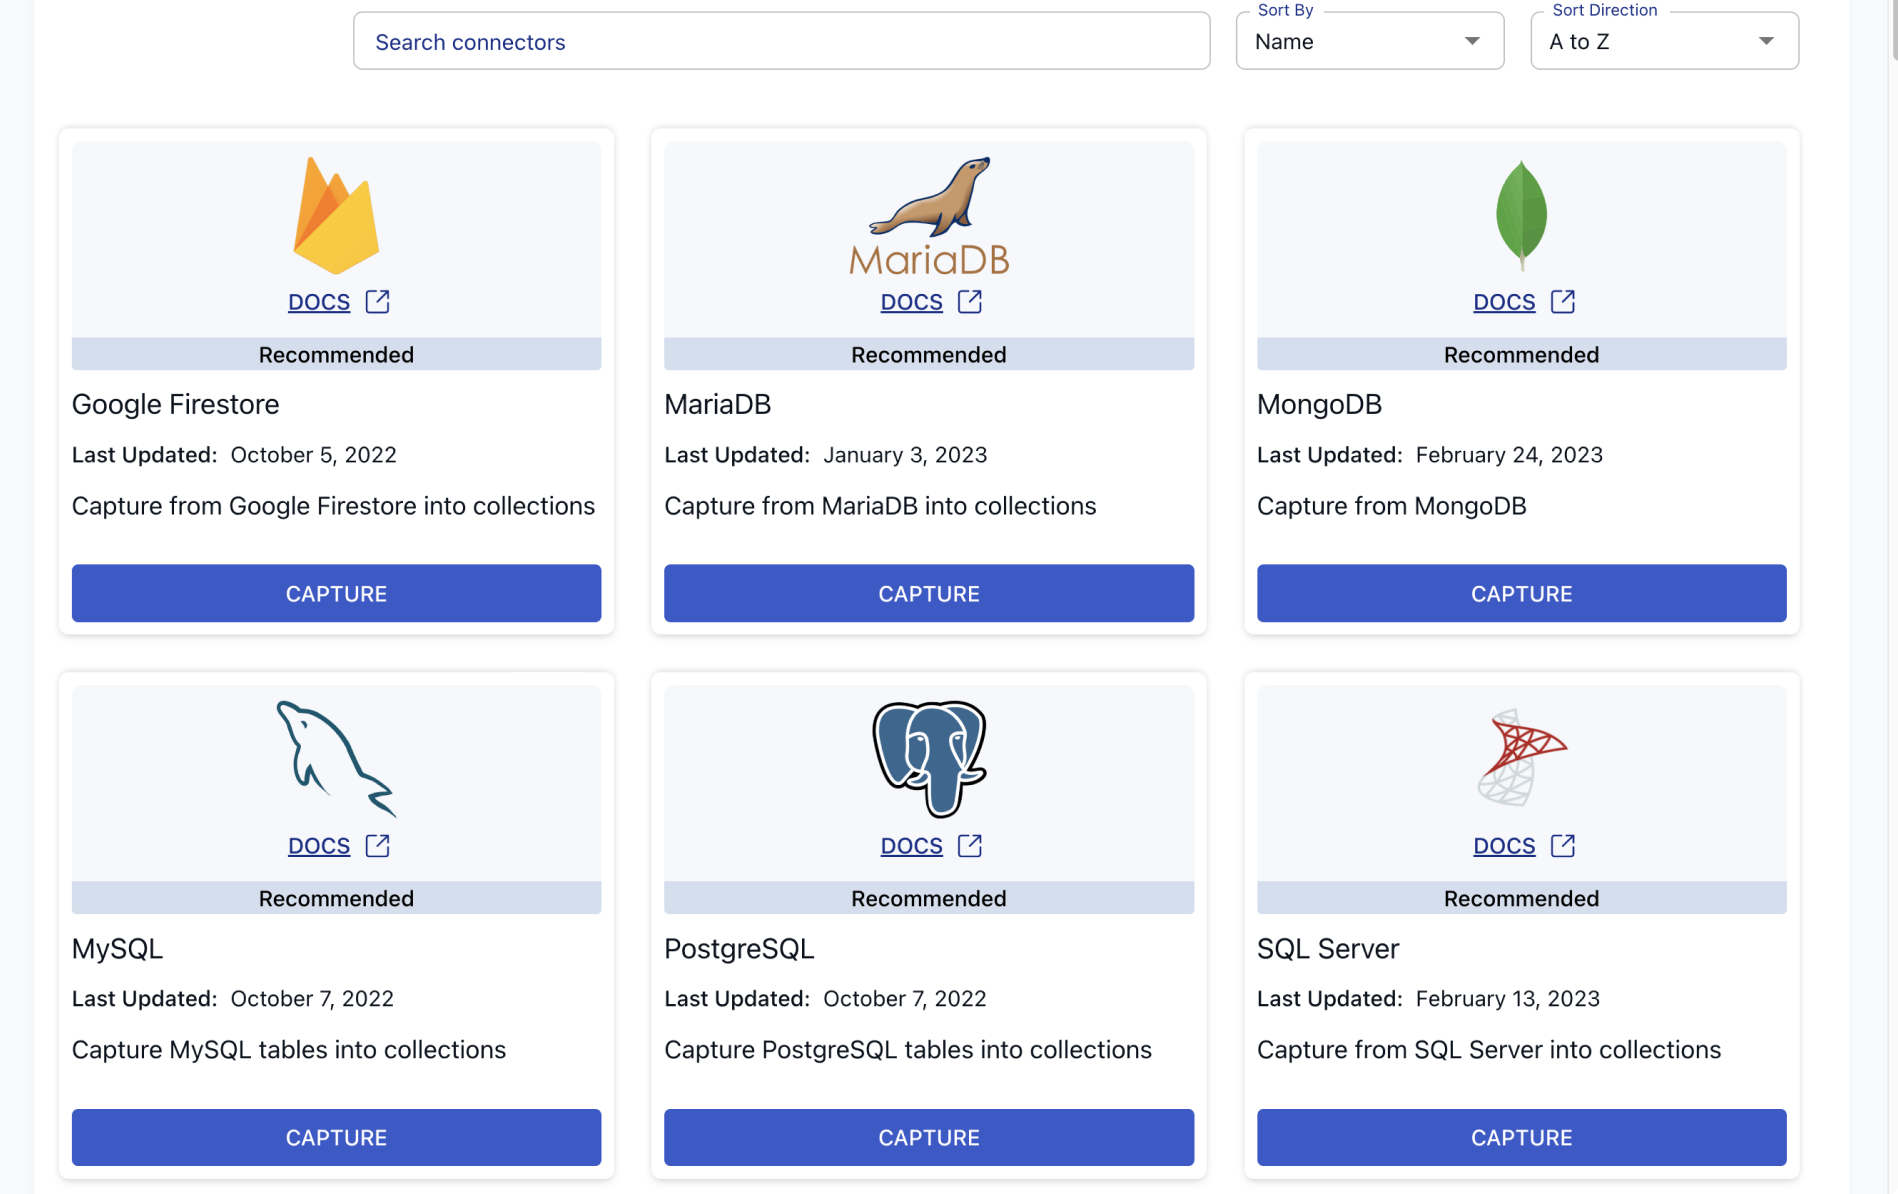 Search connectors
Sort By
Name
Sort Direction
A to Z
MariaDB
DOCS
DOCS
DOCS
Recommended
Recommended
Recommended
Google Firestore
MariaDB
MongoDB
Last Updated: October 5, 2022
Last Updated: January 3, 2023
Last Updated: February 24, 2023
Capture from Google Firestore into collections
Capture from MariaDB into collections
Capture from MongoDB
CAPTURE
CAPTURE
CAPTURE
DOCS
DOCS
DOCS
Recommended
Recommended
Recommended
MySQL
PostgreSQL
SQL Server
Last Updated: October 7, 2022
Last Updated: October 7, 2022
Last Updated: February 13, 2023
Capture MySQL tables into collections
Capture PostgreSQL tables into collections
Capture from SQL Server into collections
CAPTURE
CAPTURE
CAPTURE